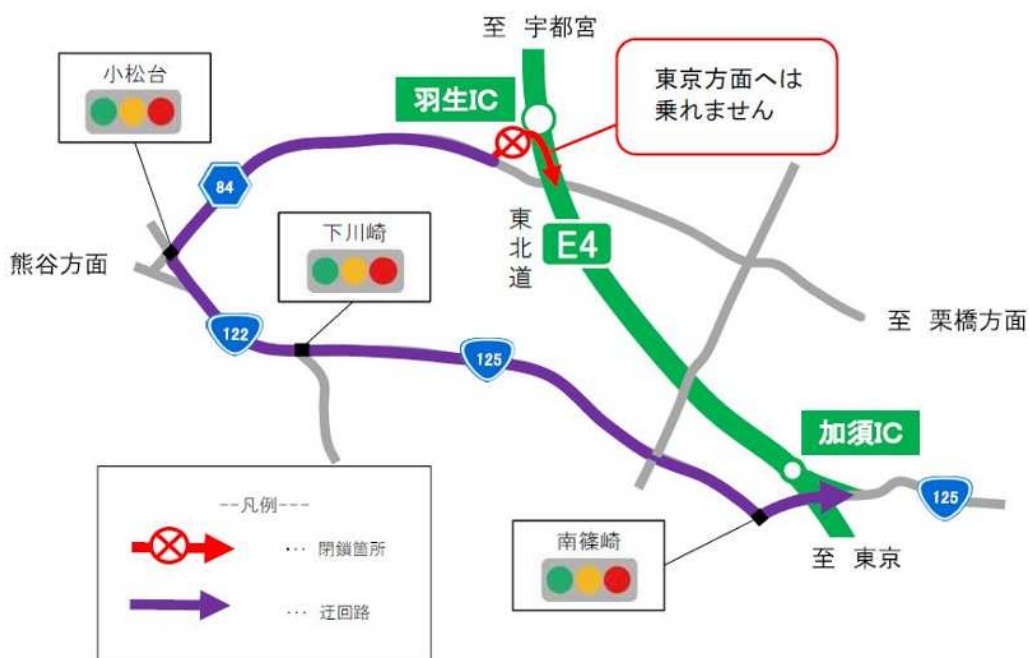 至 宇都宮
小松台
羽生IC
東京方面へは
乗れません
84
下川崎
東北道
E4
熊谷方面
122
125
至 栗橋方面
加須IC
--凡例---
… 閉鎖箇所
… 迂回路
南篠崎
125
至 東京